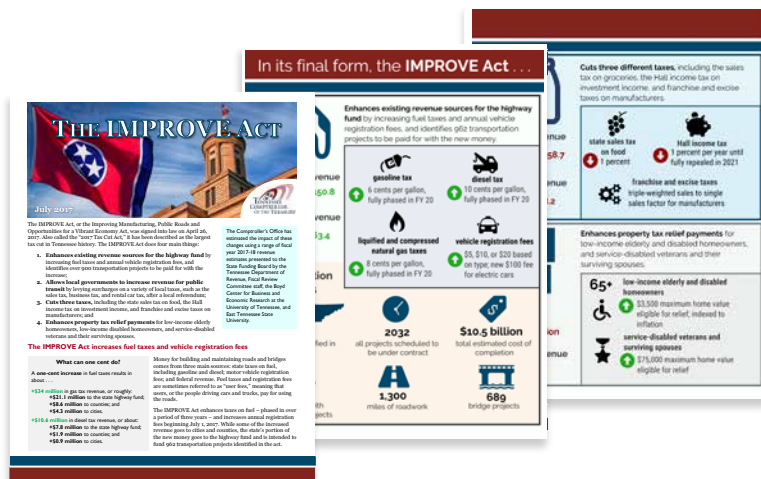 THE IMPROVE ACT
July 2017
TENNESSEE
COMPTROLLER
OF THE TREASURY
The IMPROVE Act, or the Improving Manufacturing, Public Roads and
Opportunities for a Vibrant Economy Act, was signed into law on April 26,
2017. Also called the "2017 Tax Cut Act," it has been described as the largest
tax cut in Tennessee history. The IMPROVE Act does four main things:
1. Enhances existing revenue sources for the highway fund by
increasing fuel taxes and annual vehicle registration fees, and
identifies over 900 transportation projects to be paid for with the
increase;
2. Allows local governments to increase revenue for public
transit by levying surcharges on a variety of local taxes, such as the
sales tax, business tax, and rental car tax, after a local referendum;
3. Cuts three taxes, including the state sales tax on food, the Hall
income tax on investment income, and franchise and excise taxes on
manufacturers; and
4. Enhances property tax relief payments for low-income elderly
homeowners, low-income disabled homeowners, and service-disabled
veterans and their surviving spouses.
The Comptroller's Office has
estimated the impact of these
changes using a range of fiscal
year 2017-18 revenue
estimates presented to the
State Funding Board by the
Tennessee Department of
Revenue, Fiscal Review
Committee staff, the Boyd
Center for Business and
Economic Research at the
University of Tennessee, and
East Tennessee State
University.
The IMPROVE Act increases fuel taxes and vehicle registration fees
What can one cent do?
A one-cent increase in fuel taxes results in
about . . .
+$34 million in gas tax revenue, or roughly:
+$21.1 million to the state highway fund;
+$8.6 million to counties; and
+$4.3 million to cities.
+$10.6 million in diesel tax revenue, or about:
+$7.8 million to the state highway fund;
+$1.9 million to counties; and
+$0.9 million to cities.
Money for building and maintaining roads and bridges
comes from three main sources: state taxes on fuel,
including gasoline and diesel; motor vehicle registration
fees; and federal revenue. Fuel taxes and registration fees
are sometimes referred to as "user fees," meaning that
users, or the people driving cars and trucks, pay for using
the roads.
The IMPROVE Act enhances taxes on fuel – phased in over
a period of three years – and increases annual registration
fees beginning July 1, 2017. While some of the increased
revenue goes to cities and counties, the state's portion of
the new money goes to the highway fund and is intended to
fund 962 transportation projects identified in the act.
In its final form, the IMPROVE Act . . .
Enhances existing revenue sources for the highway
fund by increasing fuel taxes and annual vehicle
registration fees, and identifies 962 transportation
projects to be paid for with the new money.
gasoline tax
6 cents per gallon,
fully phased in FY 20
diesel tax
10 cents per gallon,
fully phased in FY 20
liquified and compressed
natural gas taxes
8 cents per gallon,
fully phased in FY 20
vehicle registration fees
$5, $10, or $20 based
on type; new $100 fee
for electric cars
2032
all projects scheduled to
be under contract
$10.5 billion
total estimated cost of
completion
1,300
miles of roadwork
689
bridge projects
Cuts three different taxes, including the sales
tax on groceries, the Hall income tax on
investment income, and franchise and excise
taxes on manufacturers.
state sales tax
on food
1 percent
Hall income tax
1 percent per year until
fully repealed in 2021
franchise and excise taxes
triple-weighted sales to single
sales factor for manufacturers
Enhances property tax relief payments for
low-income elderly and disabled homeowners,
and service-disabled veterans and their
surviving spouses.
65+
low-income elderly and disabled
homeowners
$3,500 maximum home value
eligible for relief, indexed to
inflation
service-disabled veterans and
surviving spouses
$75,000 maximum home value
eligible for relief